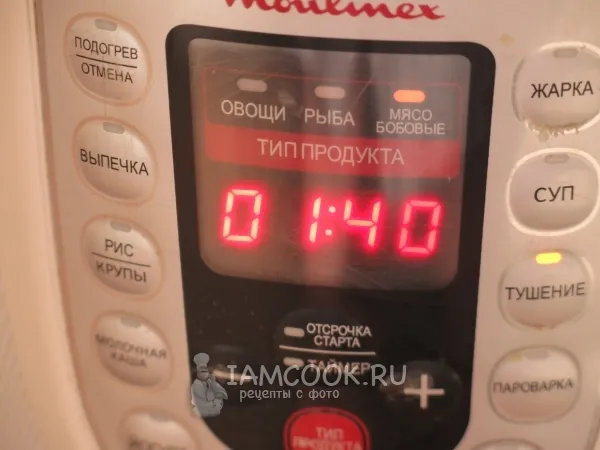 Moulinex
ПОДОГРЕВ
ОТМЕНА
ВЫПЕЧКА
РИС
КРУПЫ
МОЛОЧНАЯ
КАША
ОВОЩИ РЫБА МЯСО
БОБОВЫЕ
ТИП ПРОДУКТА
01:40
ОТСРОЧКА
СТАРТА
ТАЙМЕР
- +
ТИП
ПРОДУКТА
ЖАРКА
СУП
ТУШЕНИЕ
ПАРОВАРКА
IAMCOOK.RU
рецепты с фото